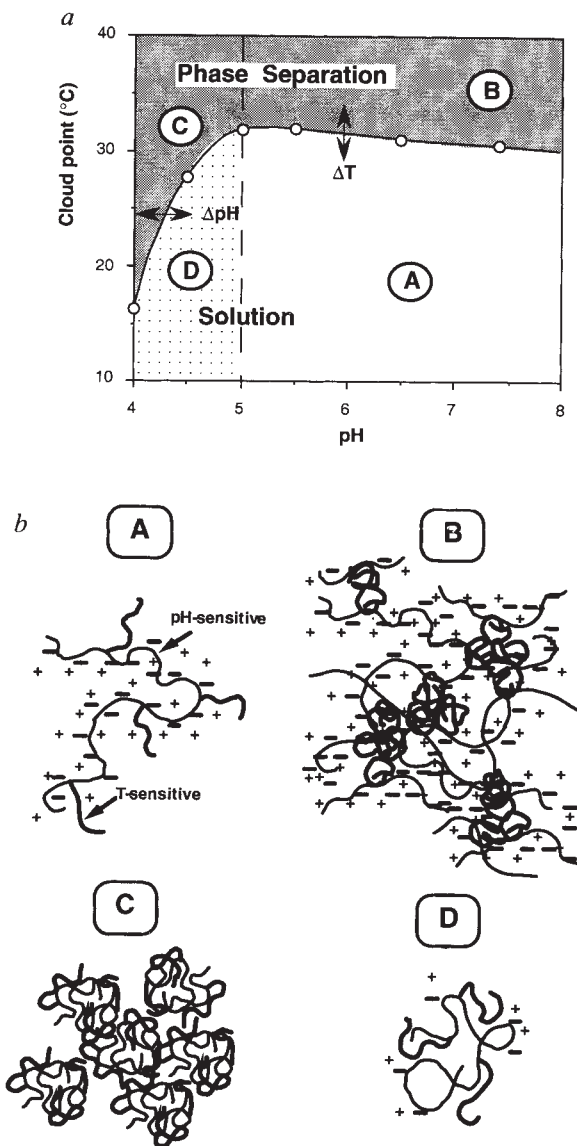 a
40
Phase Separation
B
C
Cloud point (°C)
30
ΔT
ΔpH
20
D
A
Solution
10
4
5
6
7
8
pH
b
A
B
pH-sensitive
T-sensitive
C
D